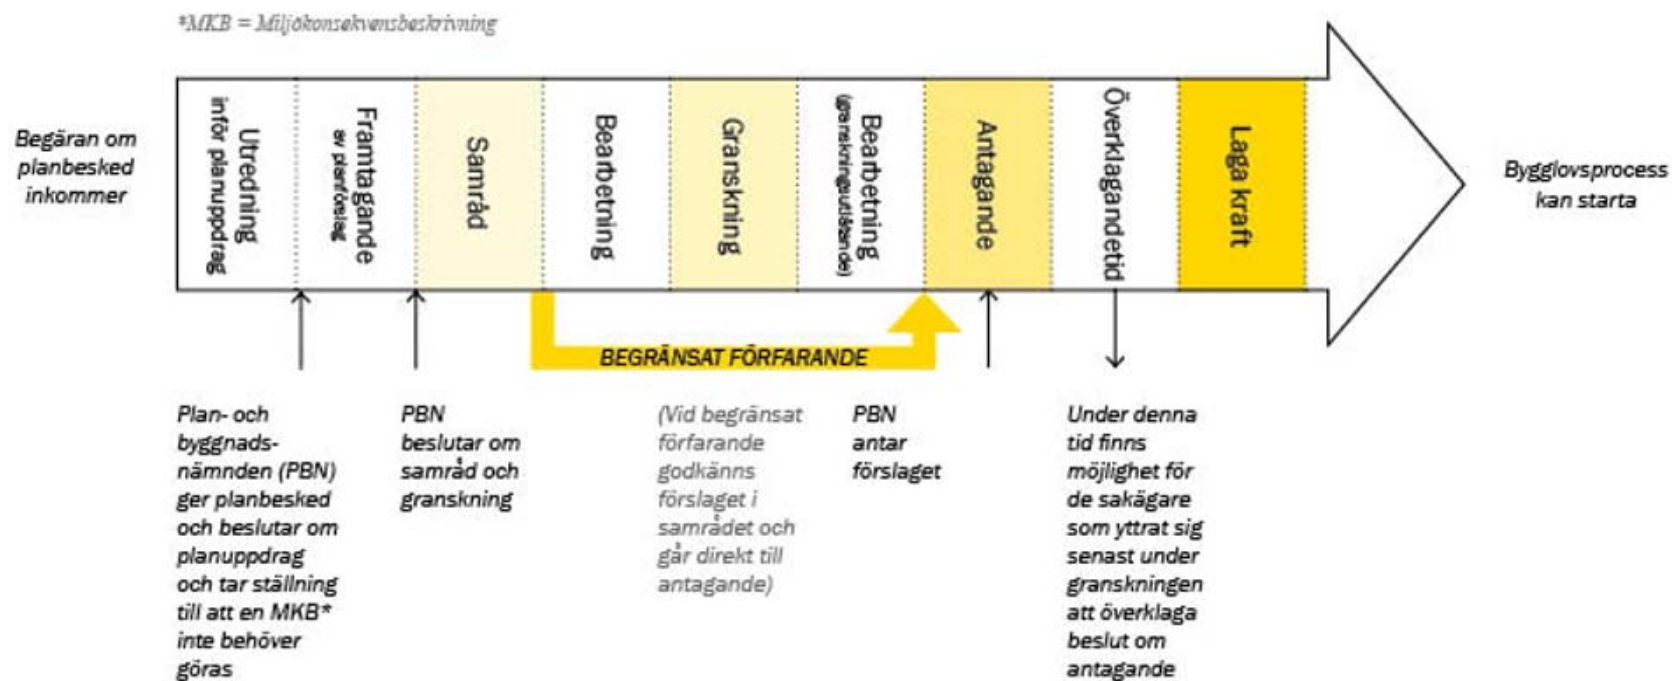 *MKB = Miljökonsekvensbeskrivning
Begäran om
planbesked
inkommer
Utredning
inför planuppdrag
Framtagande
av planförslag
Samråd
Bearbetning
Granskning
Bearbetning
(granskningsutlåtande)
Antagande
Överklagandetid
Laga kraft
Bygglovsprocess
kan starta
BEGRÄNSAT FÖRFARANDE
Plan- och
byggnads-
nämnden (PBN)
ger planbesked
och beslutar om
planuppdrag
och tar ställning
till att en MKB*
inte behöver
göras
PBN
beslutar om
samråd och
granskning
(Vid begränsat
förfarande
godkänns
förslaget i
samrådet och
går direkt till
antagande)
PBN
antar
förslaget
Under denna
tid finns
möjlighet för
de sakägare
som yttrat sig
senast under
granskningen
att överklaga
beslut om
antagande